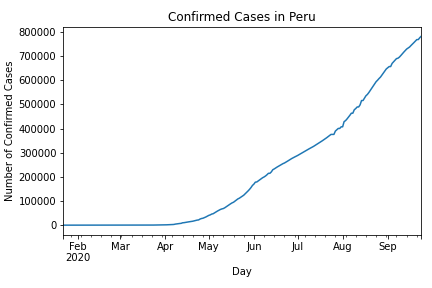 Confirmed Cases in Peru
Number of Confirmed Cases
800000
700000
600000
500000
400000
300000
200000
100000
0
Feb Mar Apr May Jun Jul Aug Sep
2020
Day